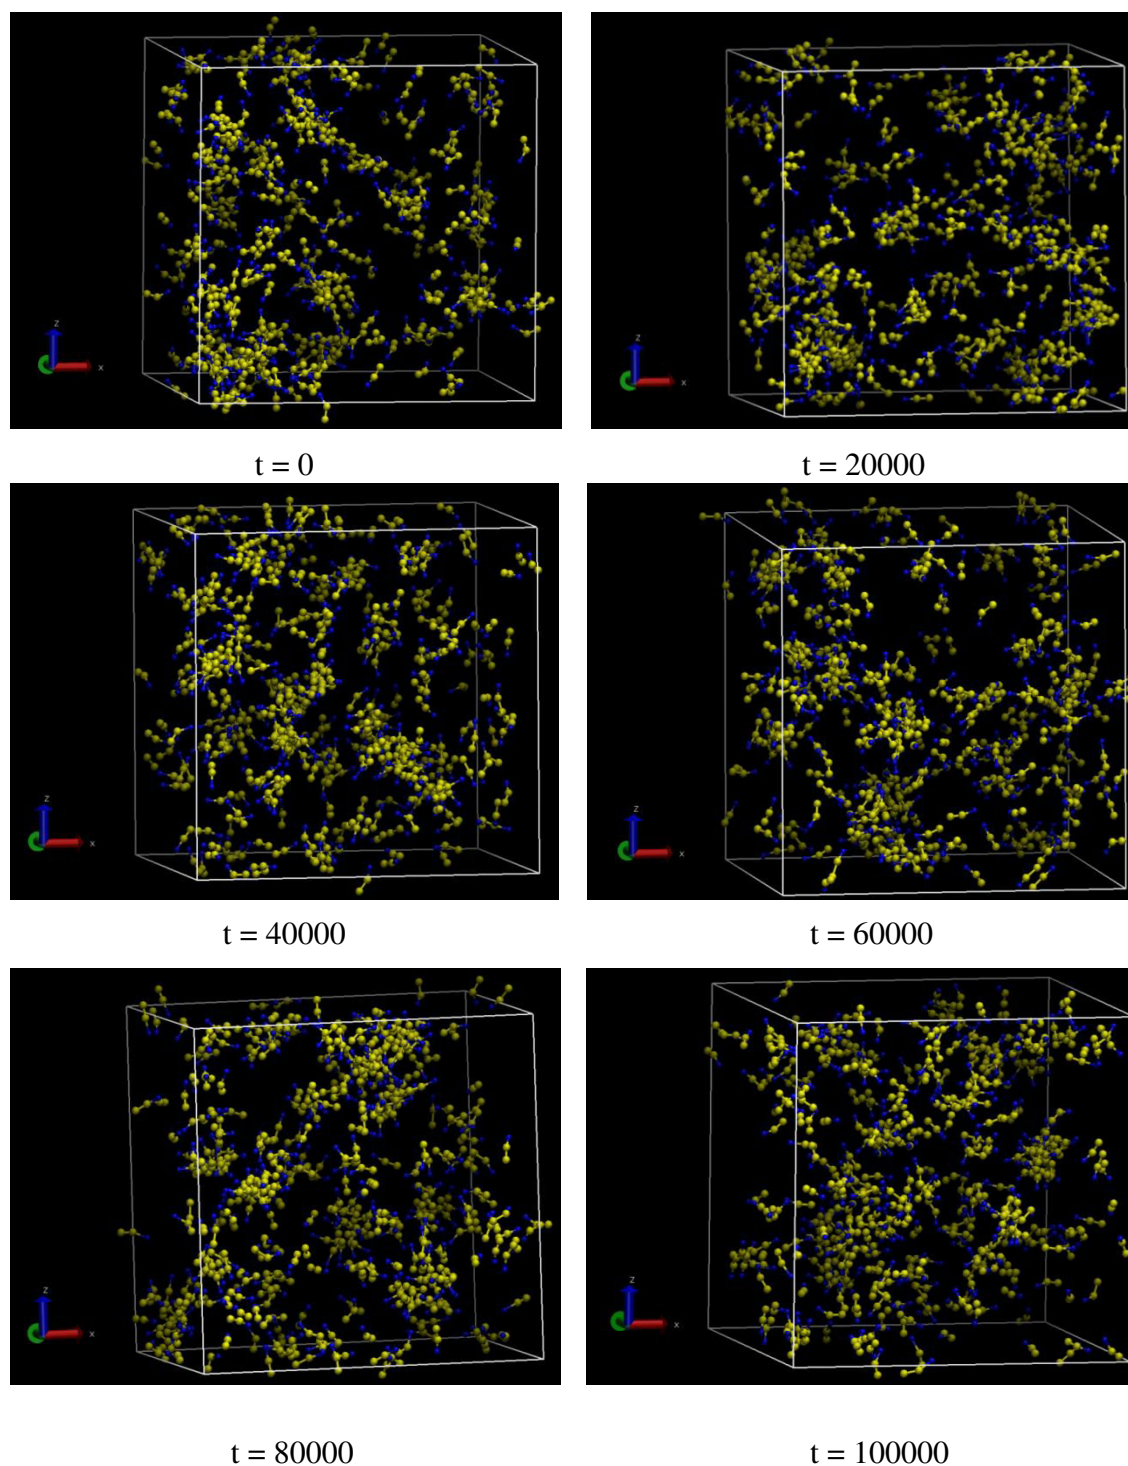 z
x
z
x
t = 0
t = 20000
z
x
z
x
t = 40000
t = 60000
z
x
z
x
t = 80000
t = 100000